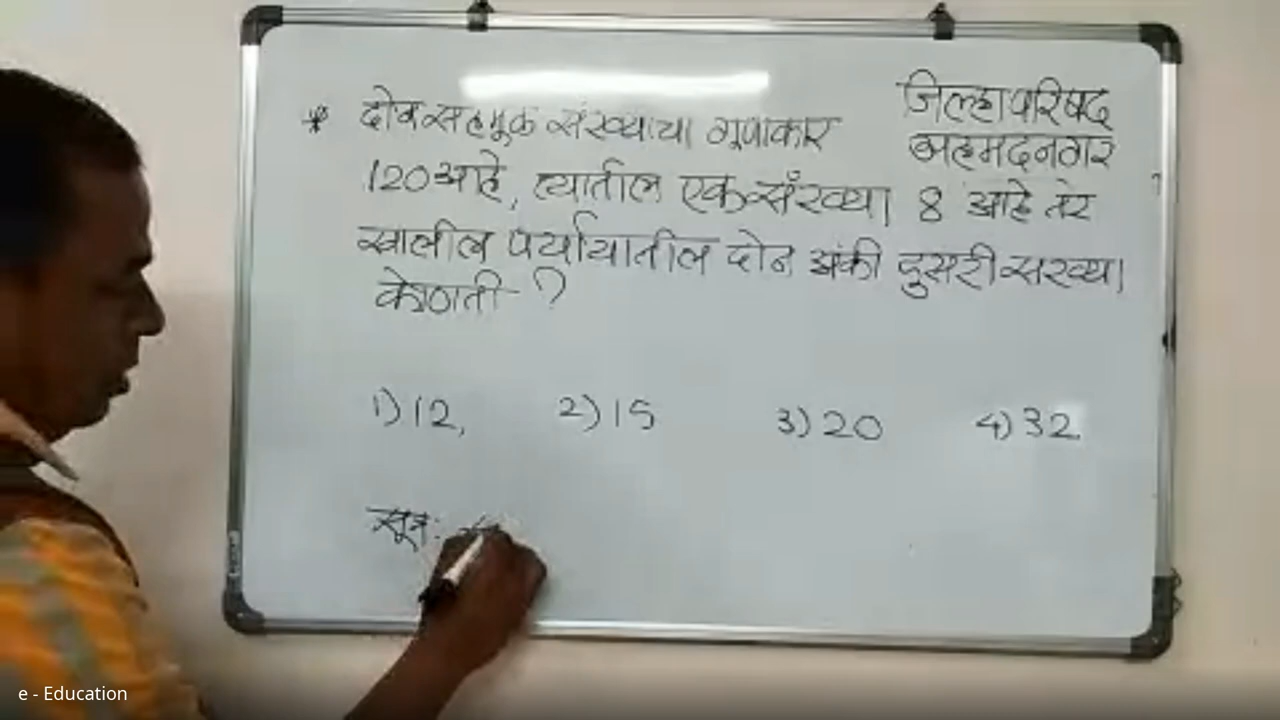 * दोन सहमुळ संख्याचा गुणाकार
जिल्हा परिषद
अहमदनगर
120 आहे, त्यातील एक संख्या 8 आहे तर
खालील पर्यायातील दोन अंकी दुसरी सख्या
कोणती ?
1) 12, 2) 15 3) 20 4) 32
सूत्र:
e - Education